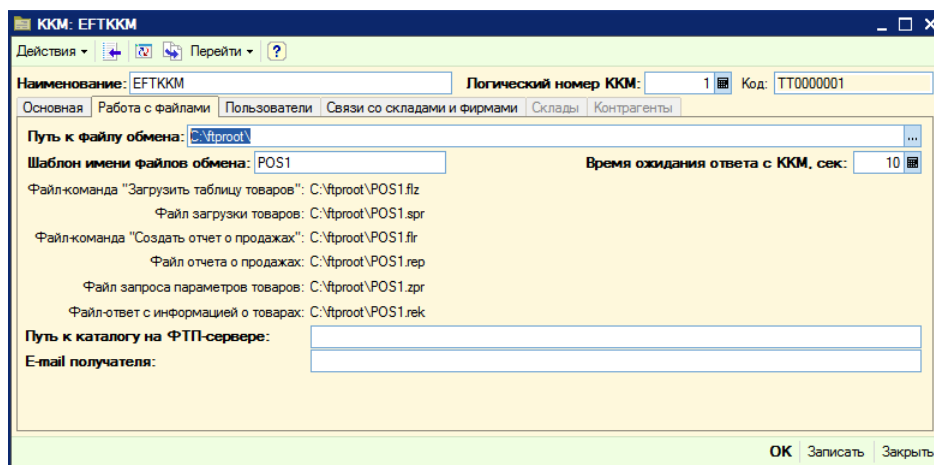 ККМ: EFTKKM
Действия Перейти ?
Наименование: EFTKKM Логический номер ККМ: 1 Код: ТТ0000001
Основная Работа с файлами Пользователи Связи со складами и фирмами Склады Контрагенты
Путь к файлу обмена: C:\ftproot\ ...
Шаблон имени файлов обмена: POS1 Время ожидания ответа с ККМ, сек: 10
Файл-команда "Загрузить таблицу товаров": C:\ftproot\POS1.flz
Файл загрузки товаров: C:\ftproot\POS1.spr
Файл-команда "Создать отчет о продажах": C:\ftproot\POS1.flr
Файл отчета о продажах: C:\ftproot\POS1.rep
Файл запроса параметров товаров: C:\ftproot\POS1.zpr
Файл-ответ с информацией о товарах: C:\ftproot\POS1.rek
Путь к каталогу на ФТП-сервере:
E-mail получателя:
OK Записать Закрыть